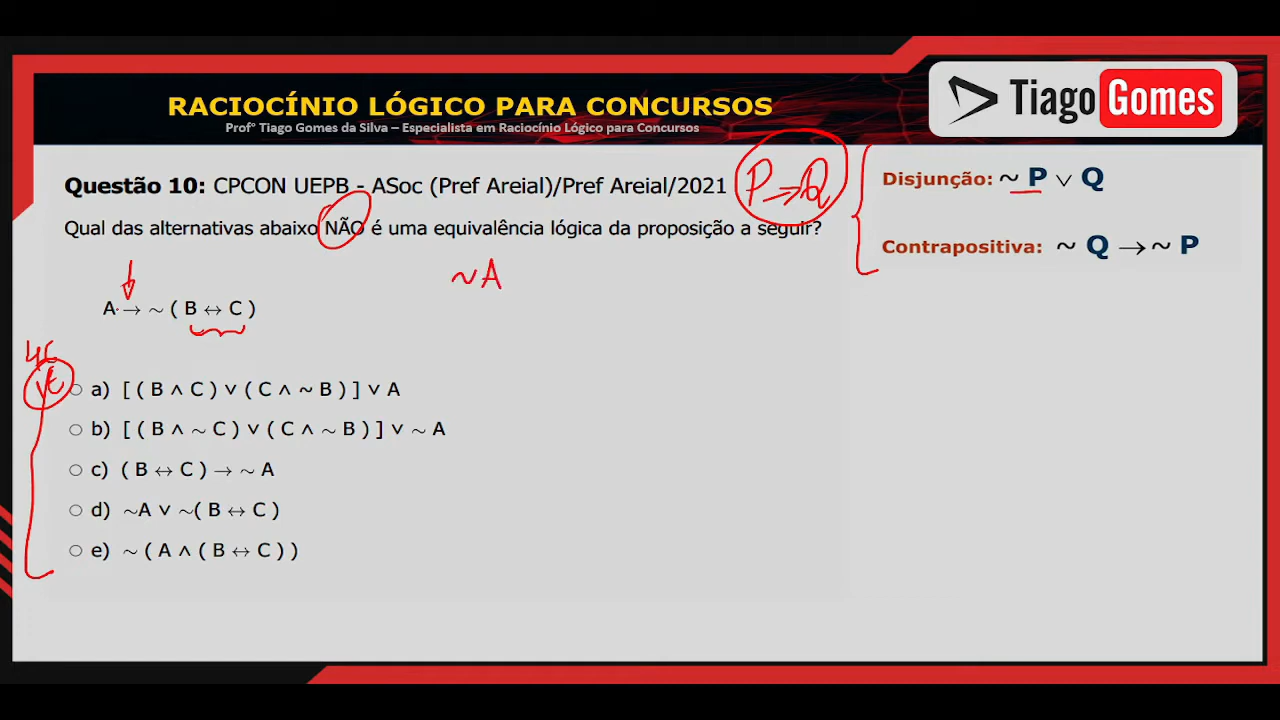 RACIOCÍNIO LÓGICO PARA CONCURSOS
Profº Tiago Gomes da Silva – Especialista em Raciocínio Lógico para Concursos
Tiago Gomes
Questão 10: CPCON UEPB - ASoc (Pref Areial)/Pref Areial/2021
P → Q
Disjunção: ~ P ∨ Q
Qual das alternativas abaixo NÃO é uma equivalência lógica da proposição a seguir?
Contrapositiva: ~ Q → ~ P
~A
A → ~ ( B ↔ C )
a) [ ( B ∧ C ) ∨ ( C ∧ ~ B ) ] ∨ A
b) [ ( B ∧ ~ C ) ∨ ( C ∧ ~ B ) ] ∨ ~ A
c) ( B ↔ C ) → ~ A
d) ~A ∨ ~( B ↔ C )
e) ~ ( A ∧ ( B ↔ C ) )